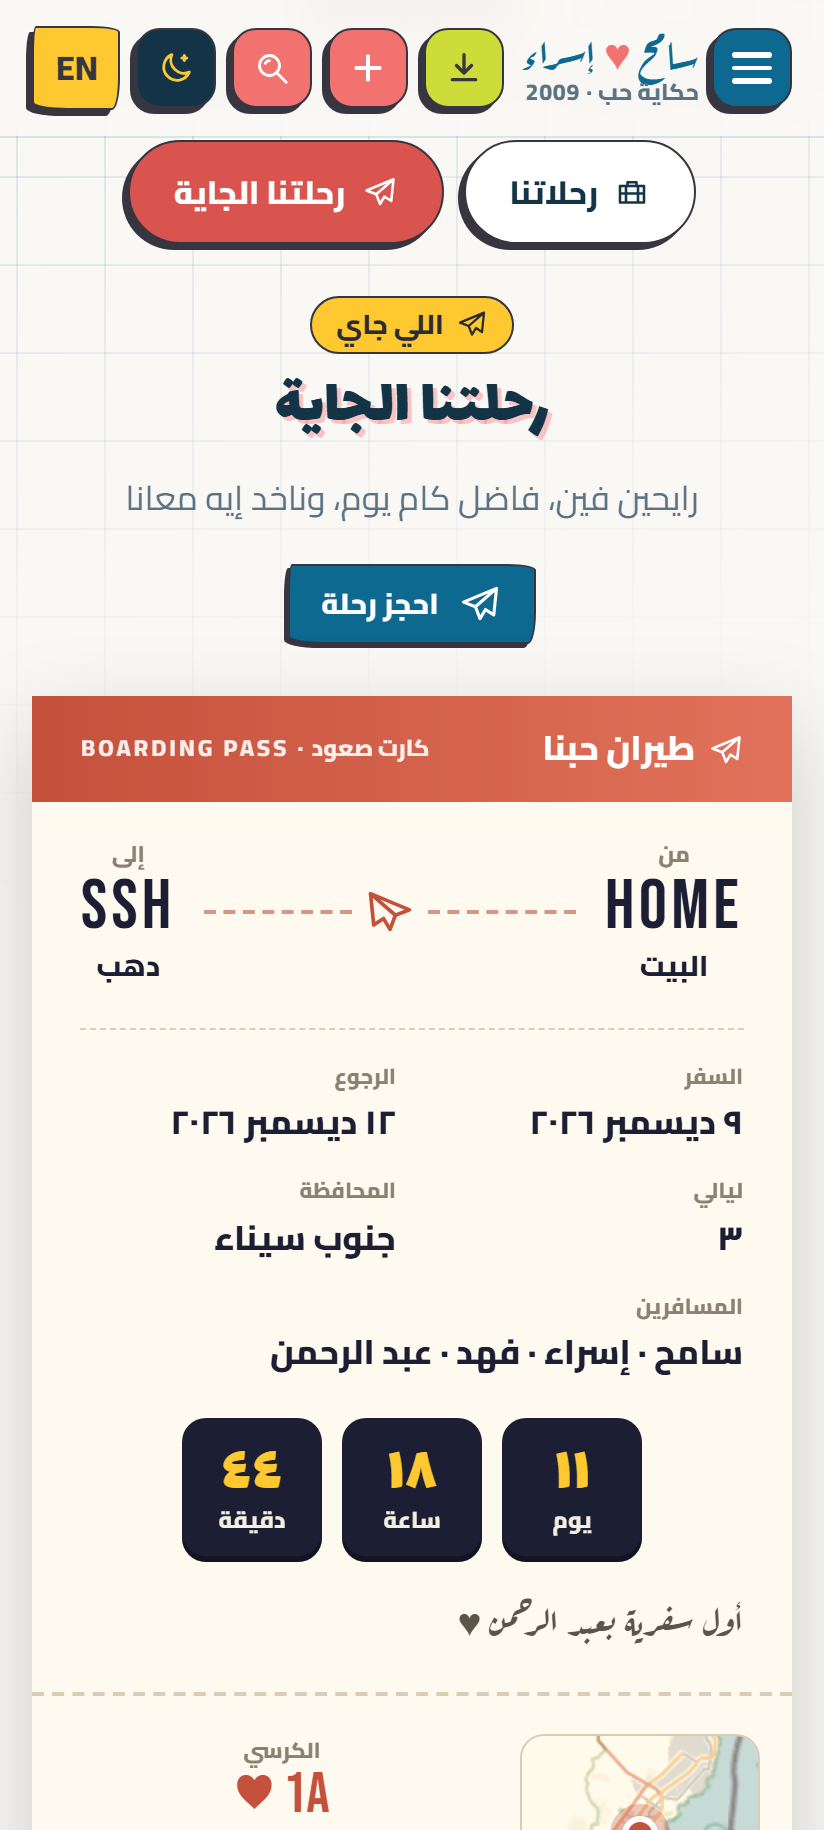 سامح ♥ إسراء
حكاية حب · 2009
EN
رحلاتنا
رحلتنا الجاية
اللي جاي
رحلتنا الجاية
رايحين فين، فاضل كام يوم، وناخد إيه معانا
احجز رحلة
طيران حبنا
كارت صعود · BOARDING PASS
من
HOME
البيت
إلى
SSH
دهب
السفر
٩ ديسمبر ٢٠٢٦
الرجوع
١٢ ديسمبر ٢٠٢٦
ليالي
٣
المحافظة
جنوب سيناء
المسافرين
سامح · إسراء · فهد · عبد الرحمن
١١
يوم
١٨
ساعة
٤٤
دقيقة
أول سفرية بعبد الرحمن ♥
الكرسي
1A ♥